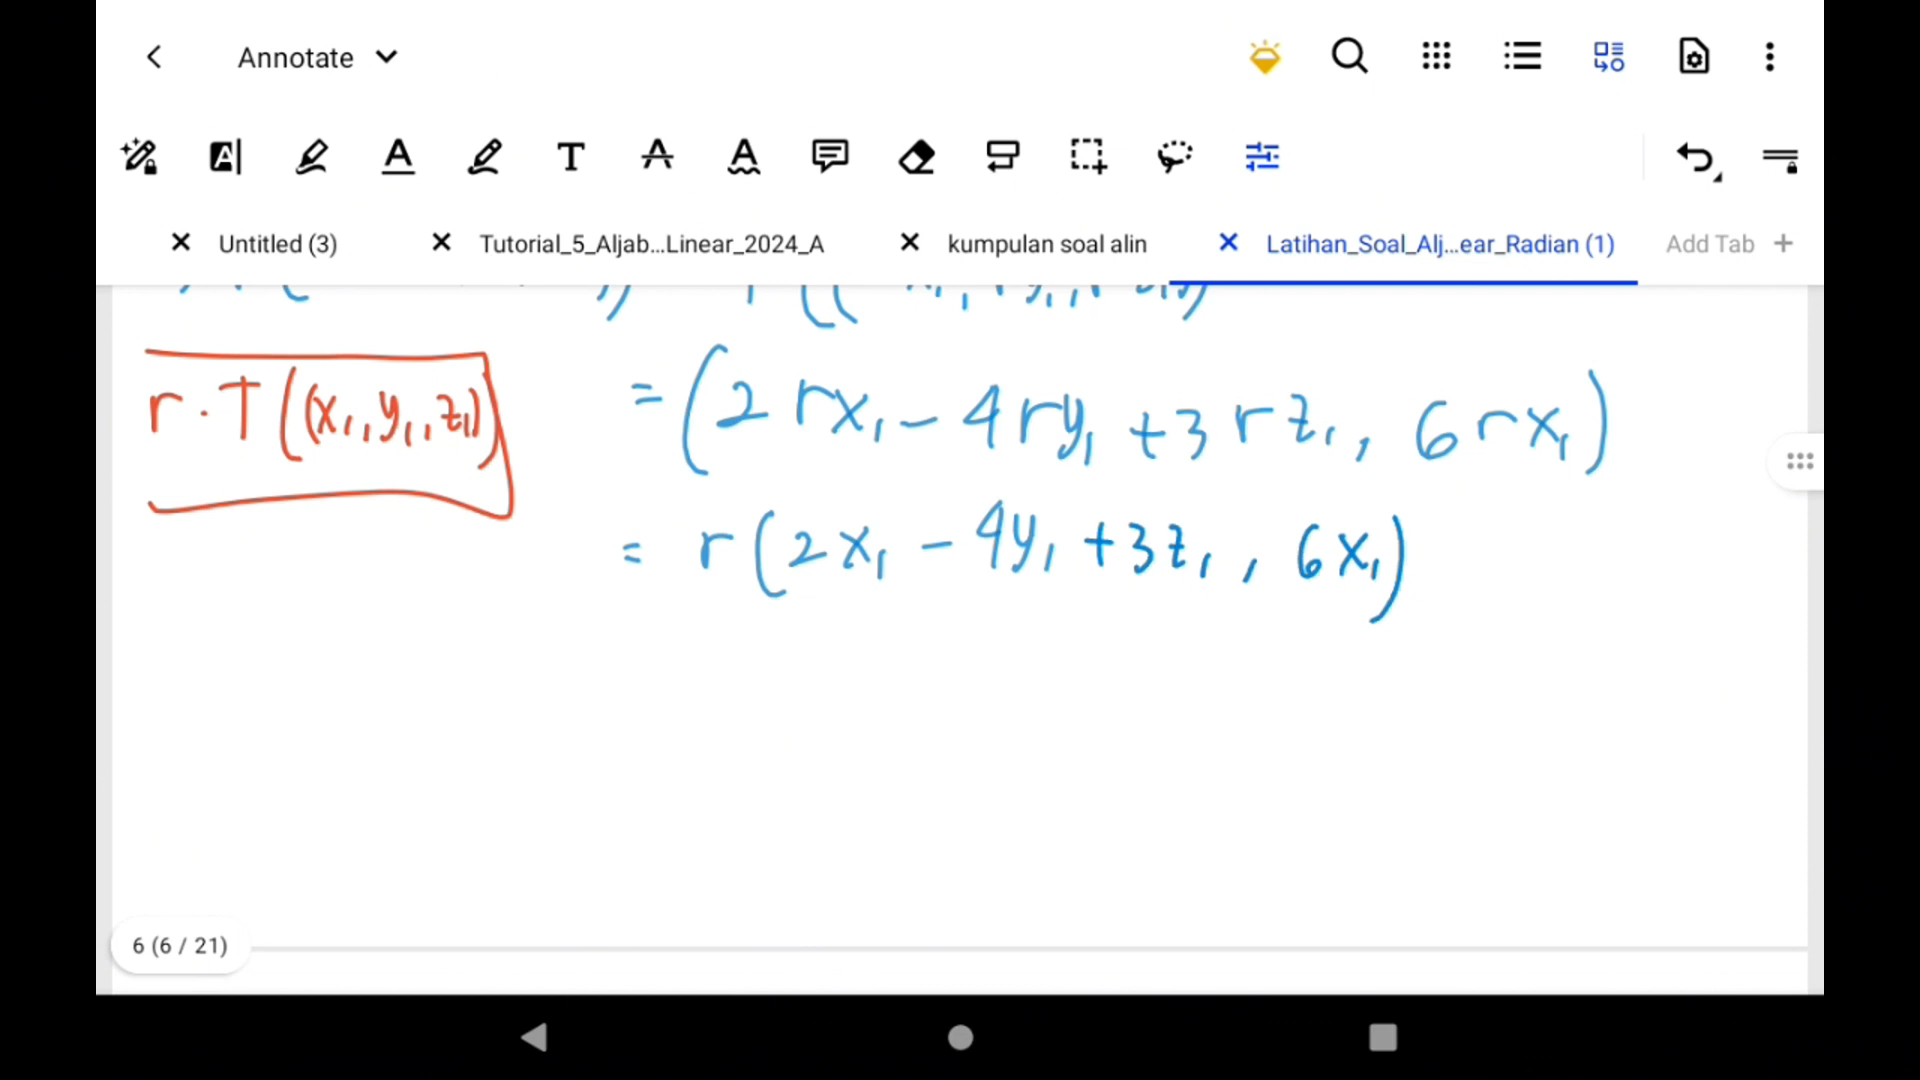 Annotate
Untitled (3) Tutorial_5_Aljab...Linear_2024_A kumpulan soal alin Latihan_Soal_Alj...ear_Radian (1) Add Tab +
r · T((x₁, y₁, z₁))
= (2rx₁ - 4ry₁ + 3rz₁, 6rx₁)
= r(2x₁ - 4y₁ + 3z₁, 6x₁)
6 (6 / 21)